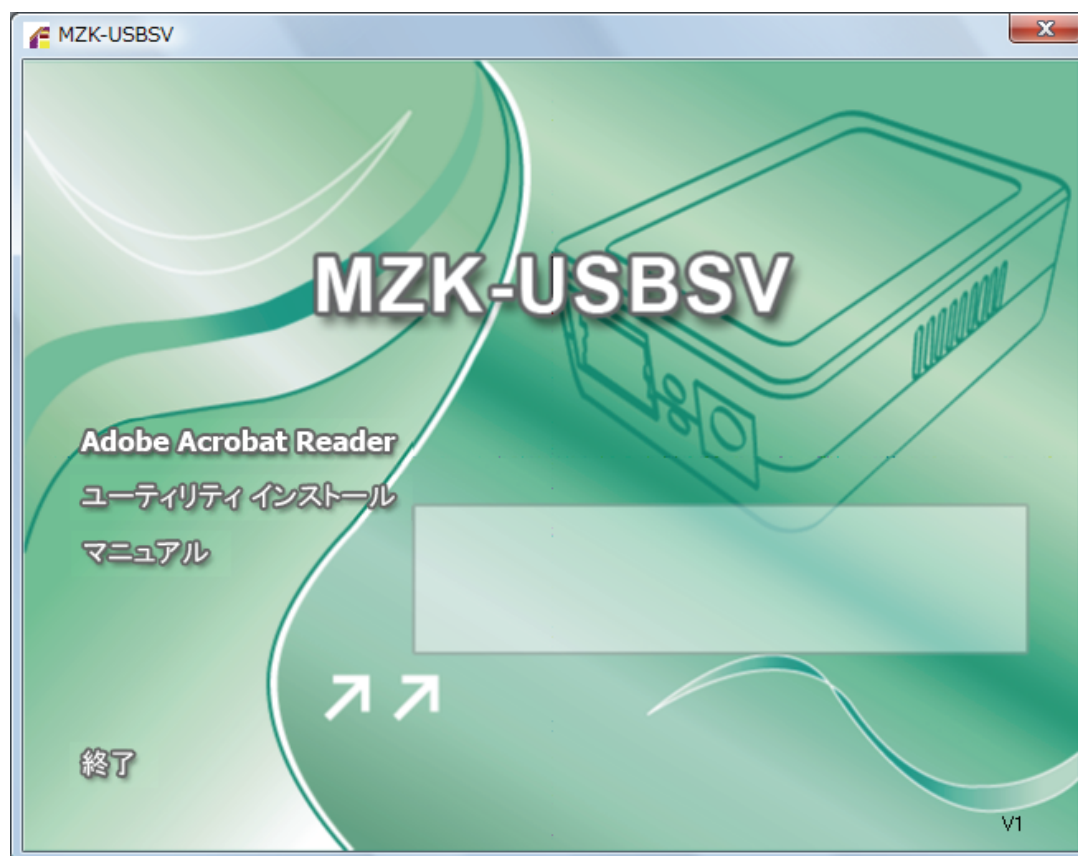 MZK-USBSV
MZK-USBSV
Adobe Acrobat Reader
ユーティリティ インストール
マニュアル
終了
V1